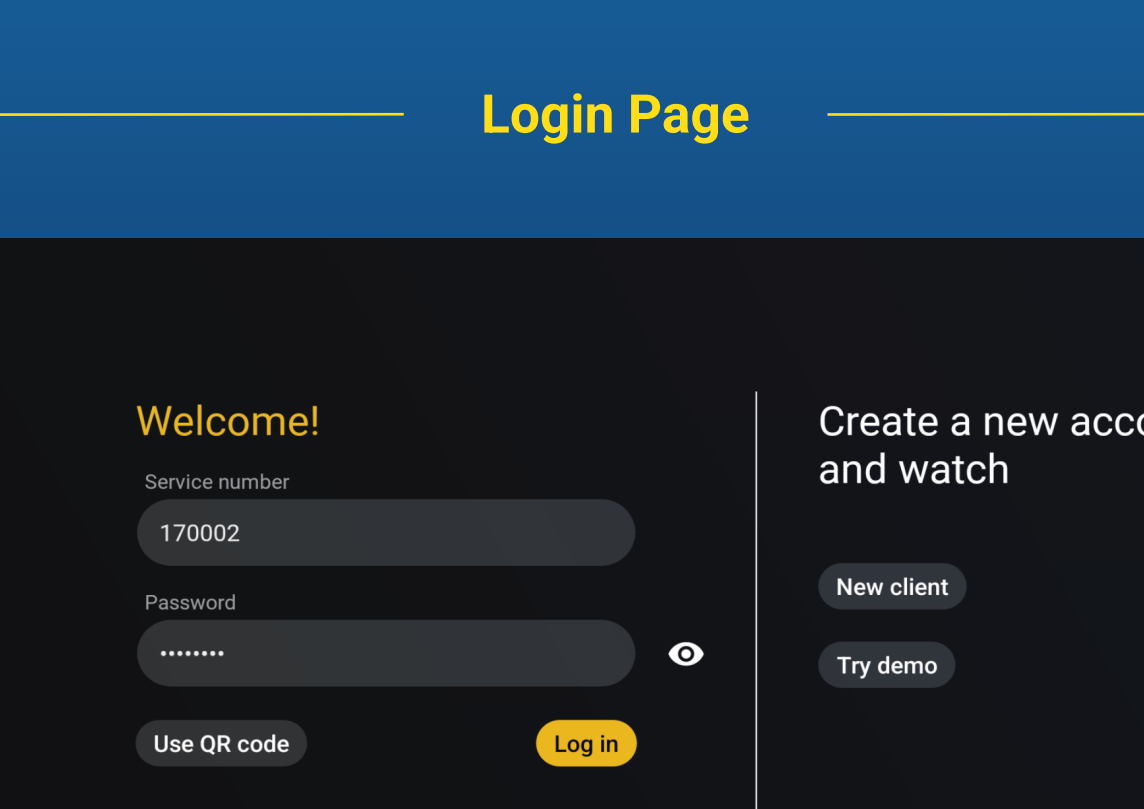 Login Page
Welcome!
Service number
170002
Password
••••••••
Use QR code
Log in
Create a new acco
and watch
New client
Try demo